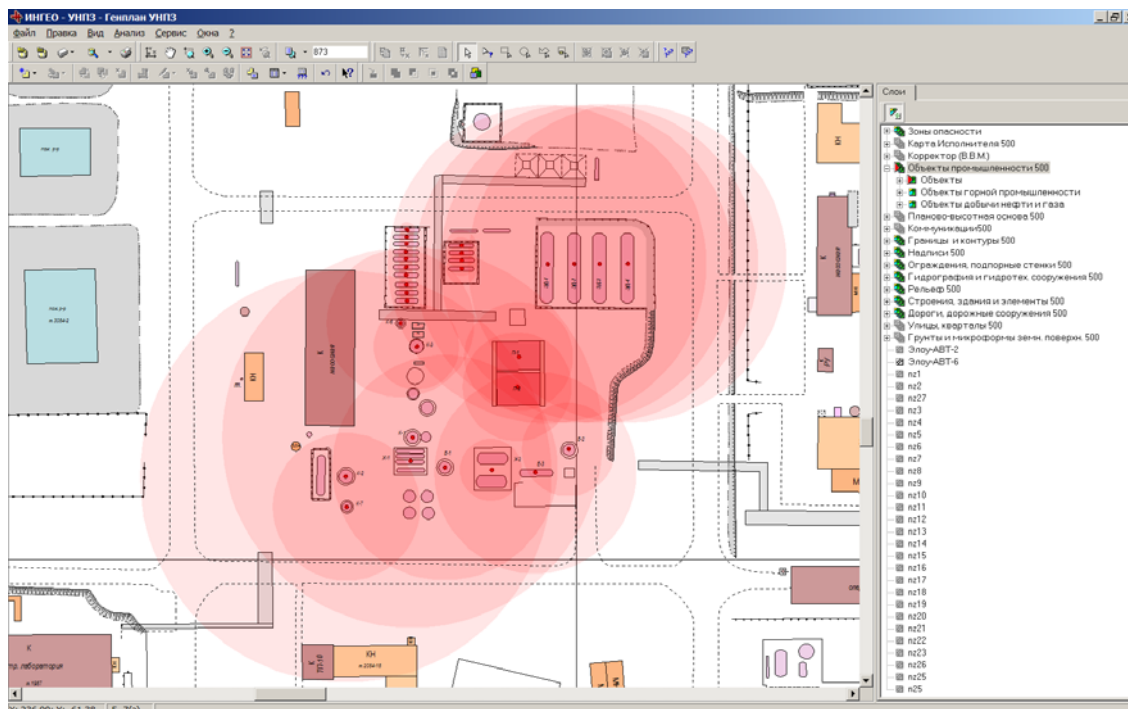 ИНГЕО - УНПЗ - Генплан УНПЗ
Файл Правка Вид Анализ Сервис Окна ?
873
Слои
Зоны опасности
Карта Исполнителя 500
Корректор (В.В.М.)
Объекты промышленности 500
Объекты
Объекты горной промышленности
Объекты добычи нефти и газа
Планово-высотная основа 500
Коммуникации500
Границы и контуры 500
Надписи 500
Ограждения, подпорные стенки 500
Гидрография и гидротех. сооружения 500
Рельеф 500
Строения, здания и элементы 500
Дороги, дорожные сооружения 500
Улицы, кварталы 500
Грунты и микроформы земн. поверхн. 500
Элоу-АВТ-2
Элоу-АВТ-6
nz1
nz2
nz27
nz3
nz4
nz5
nz6
nz7
nz8
nz9
nz10
nz11
nz12
nz13
nz14
nz15
nz16
nz17
nz18
nz19
nz20
nz21
nz22
nz23
nz26
nz25
n25
КН
К
К
КН
К
КН
К
лаборатория